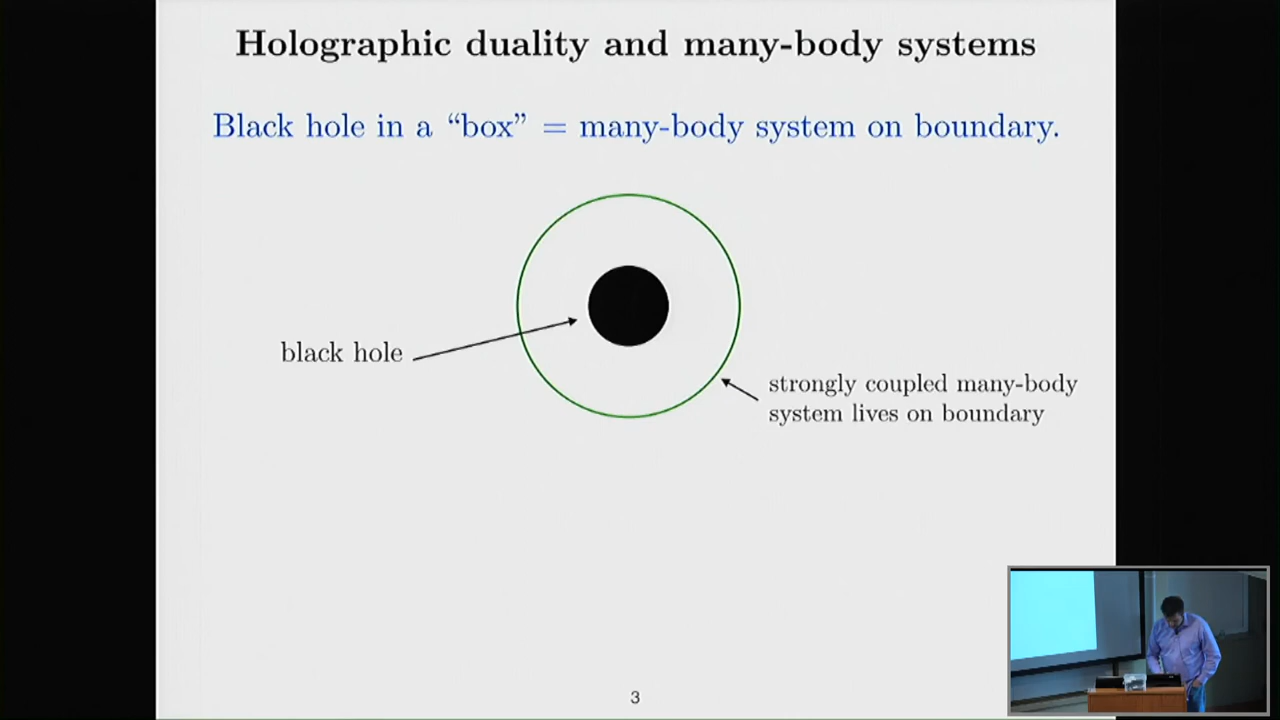 Holographic duality and many-body systems
Black hole in a “box” = many-body system on boundary.
black hole
strongly coupled many-body
system lives on boundary
3